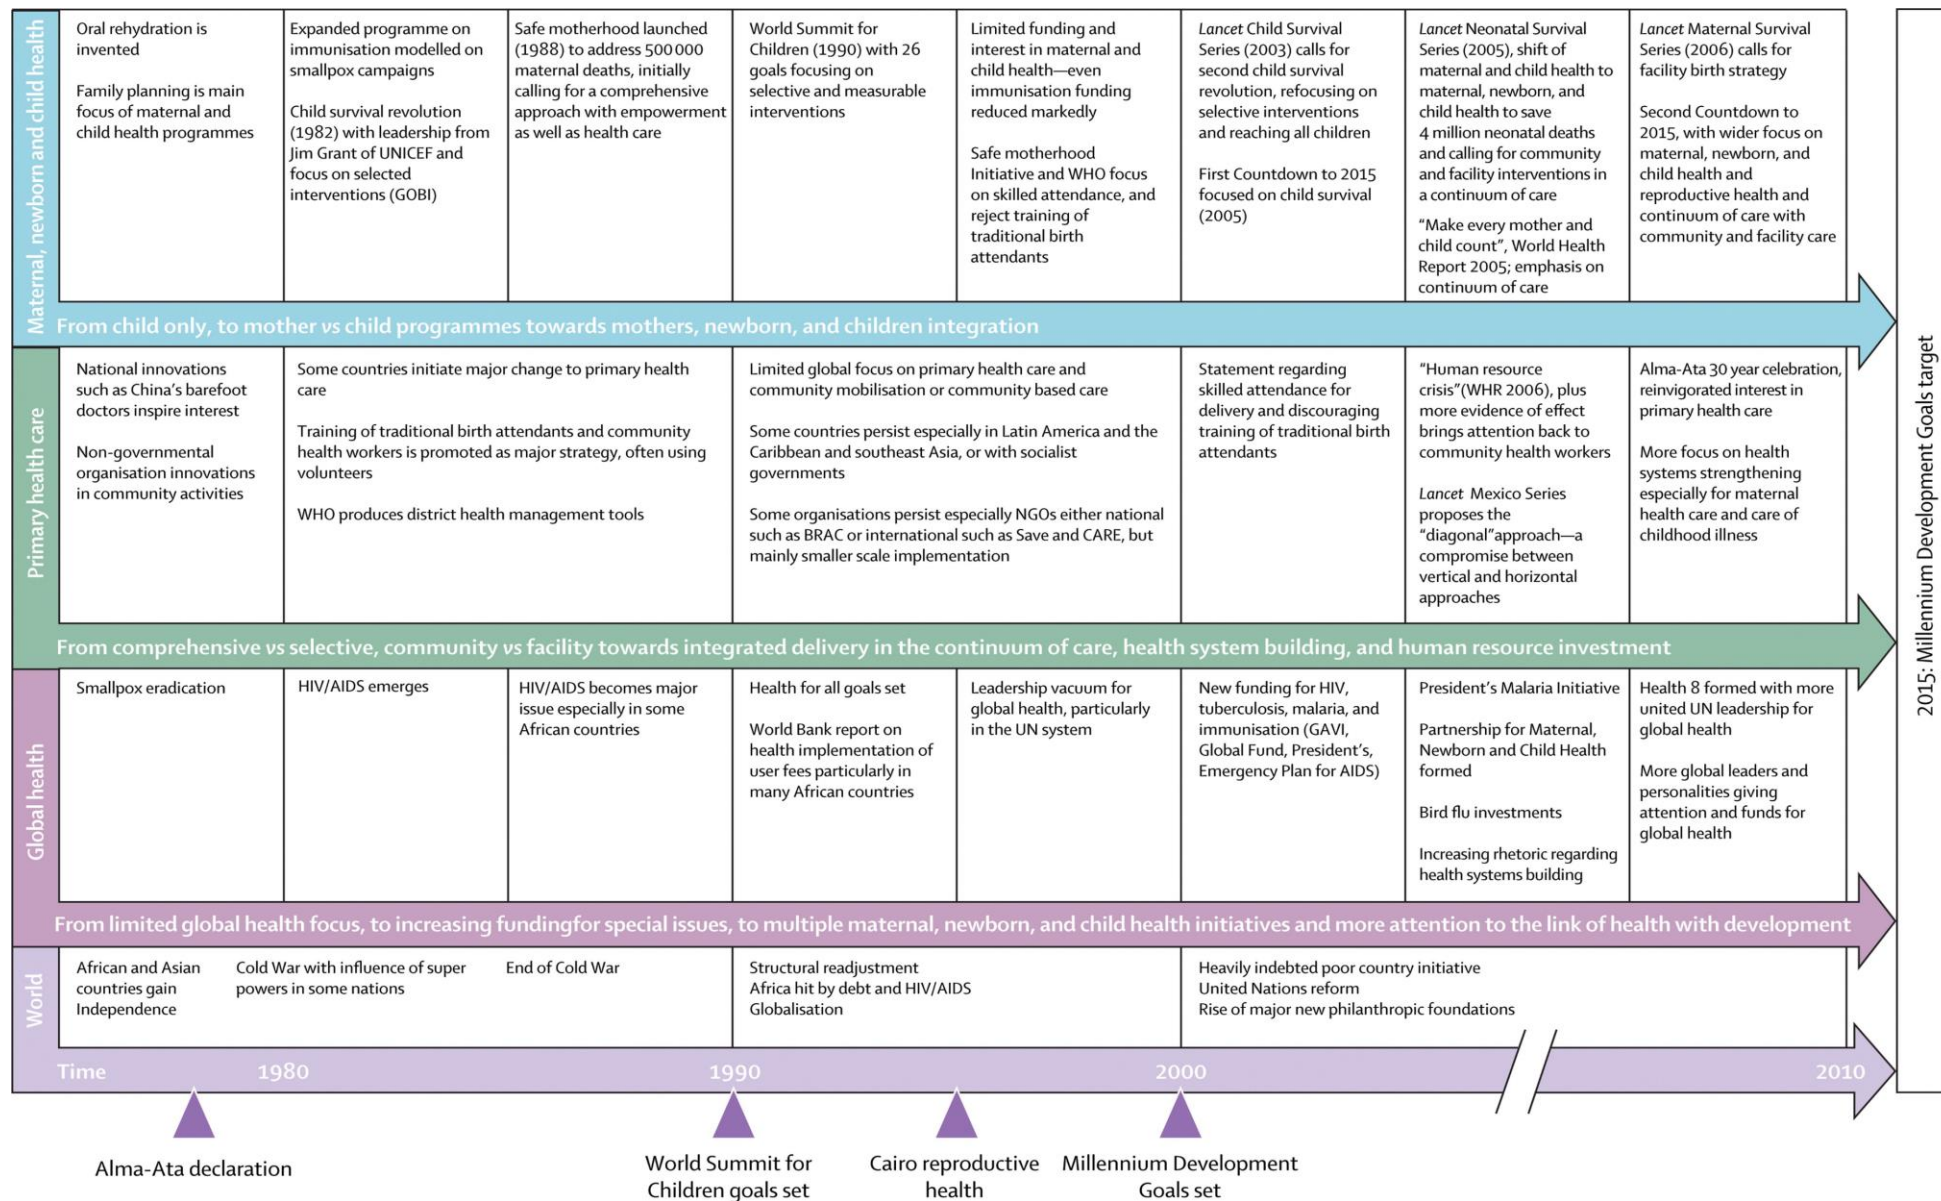 Maternal, newborn and child health
Oral rehydration is
invented
Family planning is main
focus of maternal and
child health programmes
Expanded programme on
immunisation modelled on
smallpox campaigns
Child survival revolution
(1982) with leadership from
Jim Grant of UNICEF and
focus on selected
interventions (GOBI)
Safe motherhood launched
(1988) to address 500 000
maternal deaths, initially
calling for a comprehensive
approach with empowerment
as well as health care
World Summit for
Children (1990) with 26
goals focusing on
selective and measurable
interventions
Limited funding and
interest in maternal and
child health—even
immunisation funding
reduced markedly
Safe motherhood
Initiative and WHO focus
on skilled attendance, and
reject training of
traditional birth
attendants
Lancet Child Survival
Series (2003) calls for
second child survival
revolution, refocusing on
selective interventions
and reaching all children
First Countdown to 2015
focused on child survival
(2005)
Lancet Neonatal Survival
Series (2005), shift of
maternal and child health to
maternal, newborn, and
child health to save
4 million neonatal deaths
and calling for community
and facility interventions in
a continuum of care
"Make every mother and
child count", World Health
Report 2005; emphasis on
continuum of care
Lancet Maternal Survival
Series (2006) calls for
facility birth strategy
Second Countdown to
2015, with wider focus on
maternal, newborn, and
child health and
reproductive health and
continuum of care with
community and facility care
From child only, to mother vs child programmes towards mothers, newborn, and children integration
Primary health care
National innovations
such as China's barefoot
doctors inspire interest
Non-governmental
organisation innovations
in community activities
Some countries initiate major change to primary health
care
Training of traditional birth attendants and community
health workers is promoted as major strategy, often using
volunteers
WHO produces district health management tools
Limited global focus on primary health care and
community mobilisation or community based care
Some countries persist especially in Latin America and the
Caribbean and southeast Asia, or with socialist
governments
Some organisations persist especially NGOs either national
such as BRAC or international such as Save and CARE, but
mainly smaller scale implementation
Statement regarding
skilled attendance for
delivery and discouraging
training of traditional birth
attendants
"Human resource
crisis"(WHR 2006), plus
more evidence of effect
brings attention back to
community health workers
Lancet Mexico Series
proposes the
"diagonal"approach—a
compromise between
vertical and horizontal
approaches
Alma-Ata 30 year celebration,
reinvigorated interest in
primary health care
More focus on health
systems strengthening
especially for maternal
health care and care of
childhood illness
From comprehensive vs selective, community vs facility towards integrated delivery in the continuum of care, health system building, and human resource investment
Global health
Smallpox eradication
HIV/AIDS emerges
HIV/AIDS becomes major
issue especially in some
African countries
Health for all goals set
World Bank report on
health implementation of
user fees particularly in
many African countries
Leadership vacuum for
global health, particularly
in the UN system
New funding for HIV,
tuberculosis, malaria, and
immunisation (GAVI,
Global Fund, President's,
Emergency Plan for AIDS)
President's Malaria Initiative
Partnership for Maternal,
Newborn and Child Health
formed
Bird flu investments
Increasing rhetoric regarding
health systems building
Health 8 formed with more
united UN leadership for
global health
More global leaders and
personalities giving
attention and funds for
global health
From limited global health focus, to increasing fundingfor special issues, to multiple maternal, newborn, and child health initiatives and more attention to the link of health with development
World
African and Asian
countries gain
Independence
Cold War with influence of super
powers in some nations
End of Cold War
Structural readjustment
Africa hit by debt and HIV/AIDS
Globalisation
Heavily indebted poor country initiative
United Nations reform
Rise of major new philanthropic foundations
Time 1980 1990 2000 2010
2015: Millennium Development Goals target
Alma-Ata declaration
World Summit for
Children goals set
Cairo reproductive
health
Millennium Development
Goals set